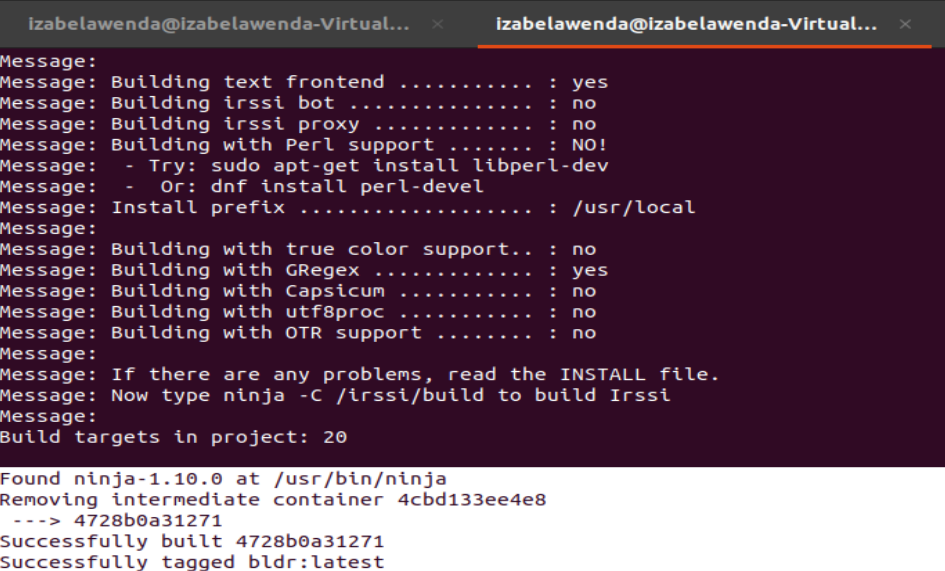 izabelawenda@izabelawenda-Virtual... × izabelawenda@izabelawenda-Virtual... ×
Message:
Message: Building text frontend ........... : yes
Message: Building irssi bot ............... : no
Message: Building irssi proxy ............. : no
Message: Building with Perl support ....... : NO!
Message:  - Try: sudo apt-get install libperl-dev
Message:  -  Or: dnf install perl-devel
Message: Install prefix ................... : /usr/local
Message:
Message: Building with true color support.. : no
Message: Building with GRegex ............. : yes
Message: Building with Capsicum ........... : no
Message: Building with utf8proc ........... : no
Message: Building with OTR support ........ : no
Message:
Message: If there are any problems, read the INSTALL file.
Message: Now type ninja -C /irssi/build to build Irssi
Message:
Build targets in project: 20
Found ninja-1.10.0 at /usr/bin/ninja
Removing intermediate container 4cbd133ee4e8
 ---> 4728b0a31271
Successfully built 4728b0a31271
Successfully tagged bldr:latest